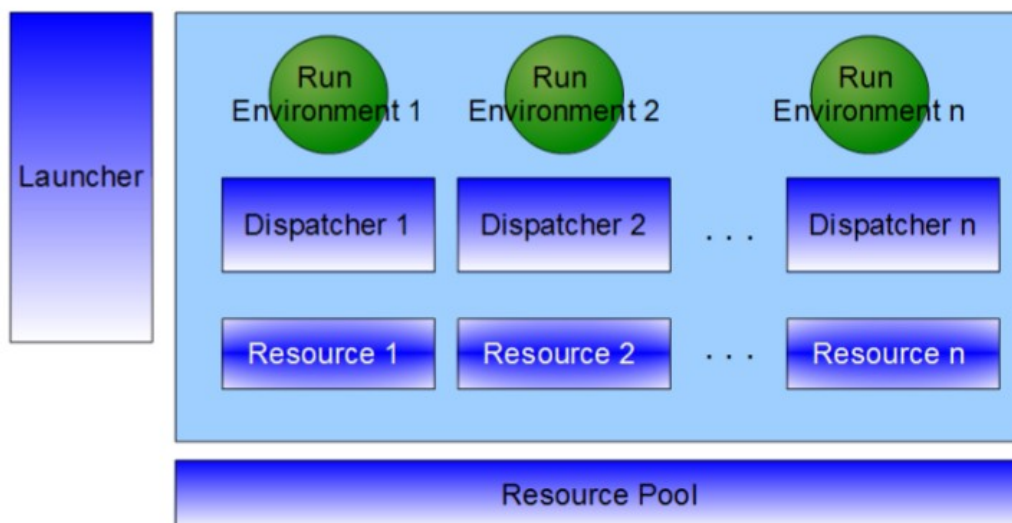 Launcher
Run
Environment 1
Run
Environment 2
Run
Environment n
Dispatcher 1
Dispatcher 2
. . .
Dispatcher n
Resource 1
Resource 2
. . .
Resource n
Resource Pool